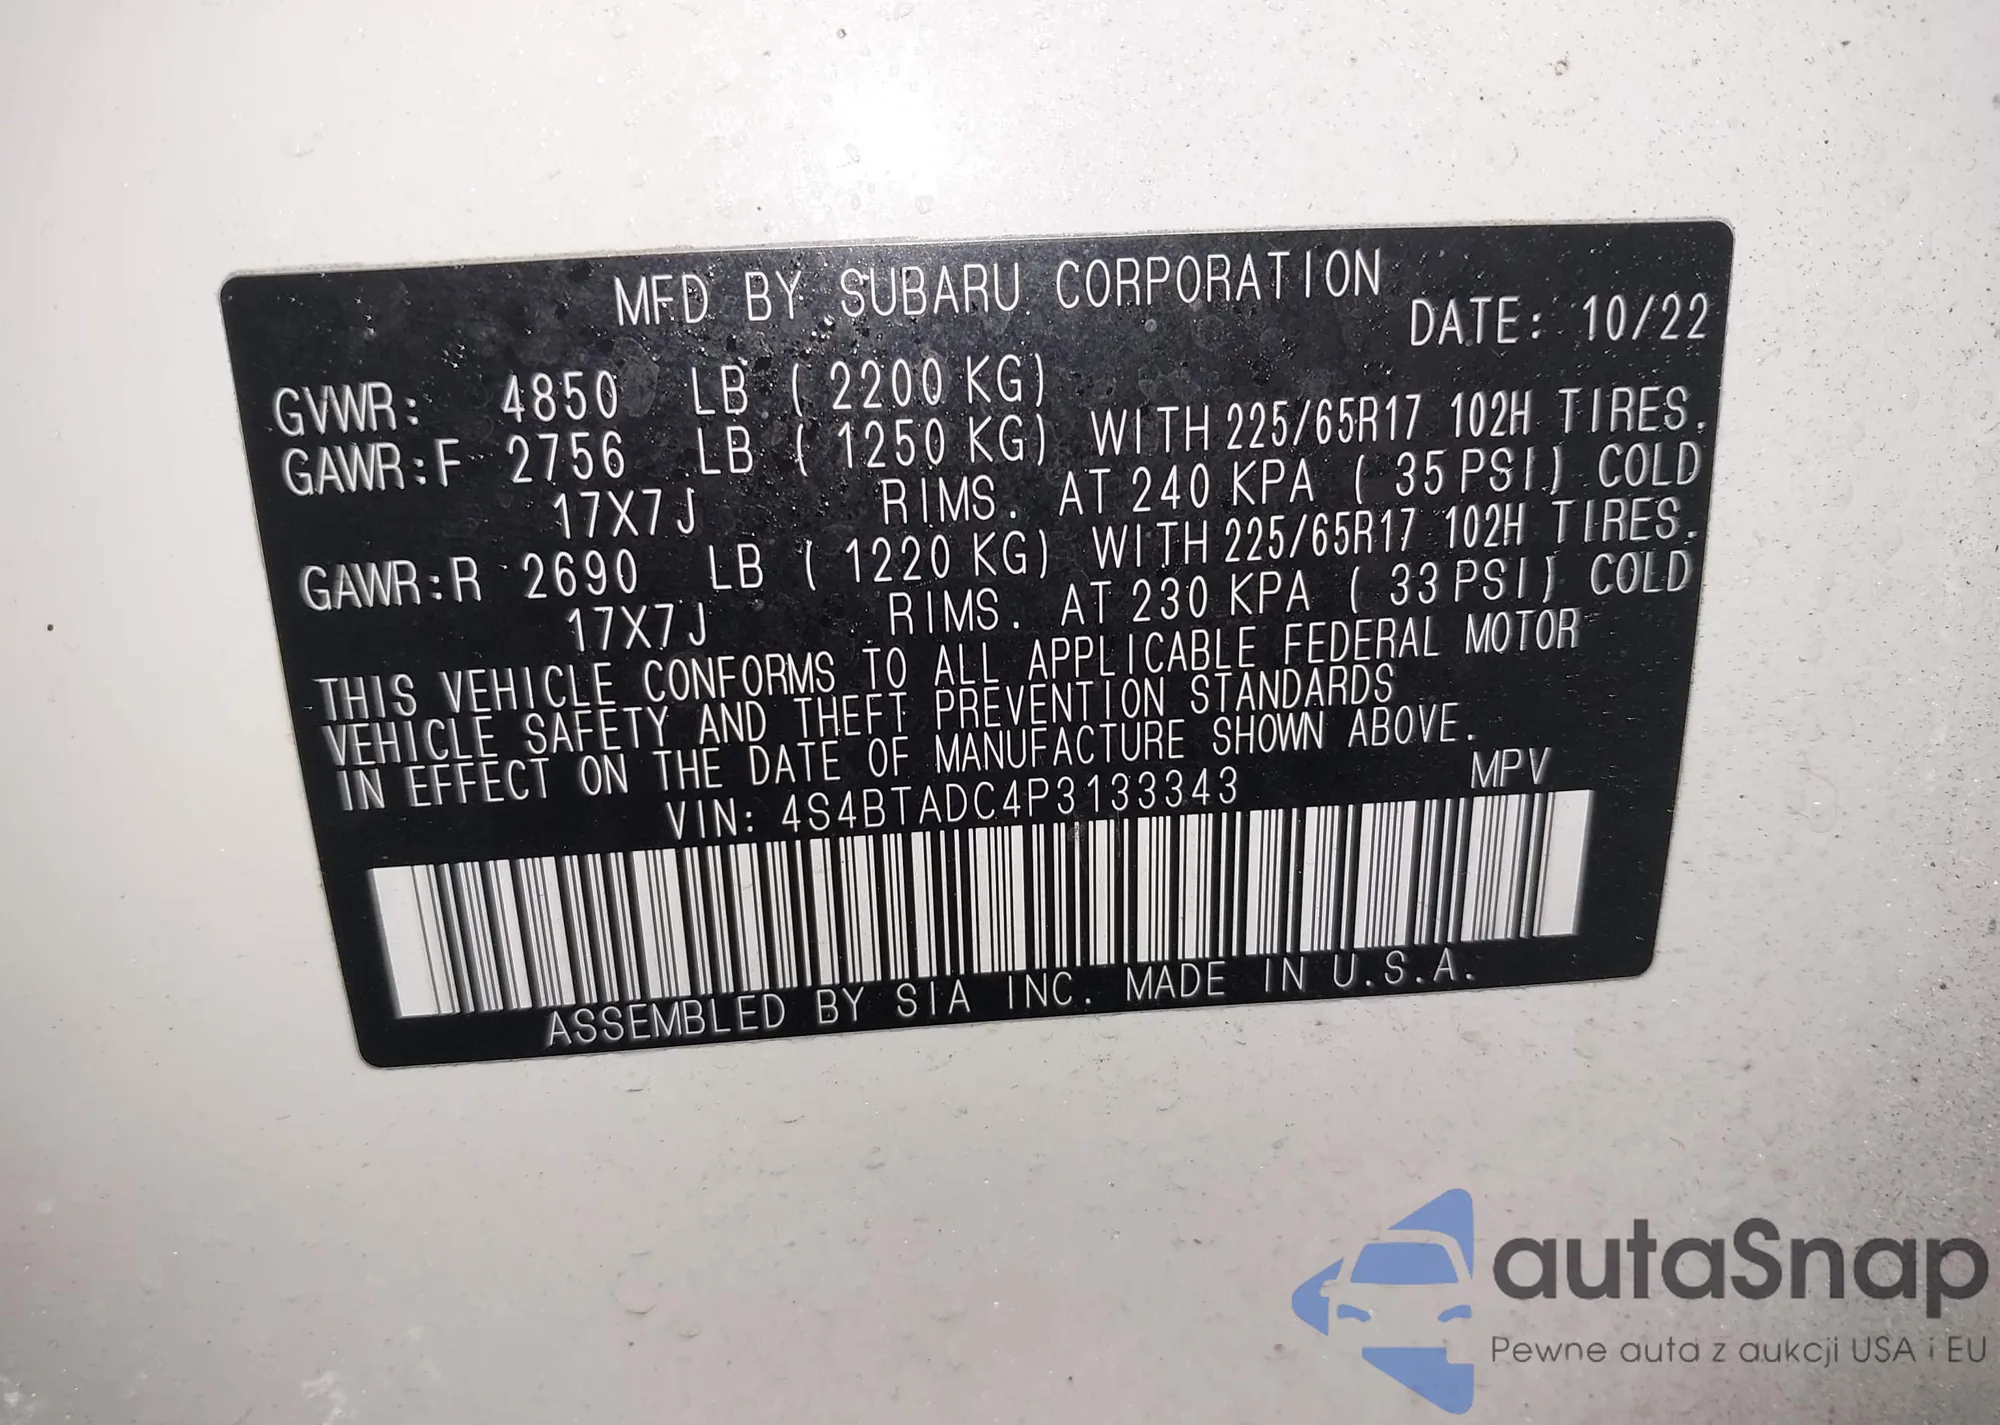 MFD BY SUBARU CORPORATION
DATE: 10/22
GVWR: 4850 LB ( 2200 KG)
GAWR:F 2756 LB ( 1250 KG) WITH 225/65R17 102H TIRES.
17X7J RIMS. AT 240 KPA ( 35 PSI) COLD
GAWR:R 2690 LB ( 1220 KG) WITH 225/65R17 102H TIRES.
17X7J RIMS. AT 230 KPA ( 33 PSI) COLD
THIS VEHICLE CONFORMS TO ALL APPLICABLE FEDERAL MOTOR
VEHICLE SAFETY AND THEFT PREVENTION STANDARDS
IN EFFECT ON THE DATE OF MANUFACTURE SHOWN ABOVE.
VIN: 4S4BTADC4P3133343 MPV
ASSEMBLED BY SIA INC. MADE IN U.S.A.
autaSnap
Pewne auta z aukcji USA i EU